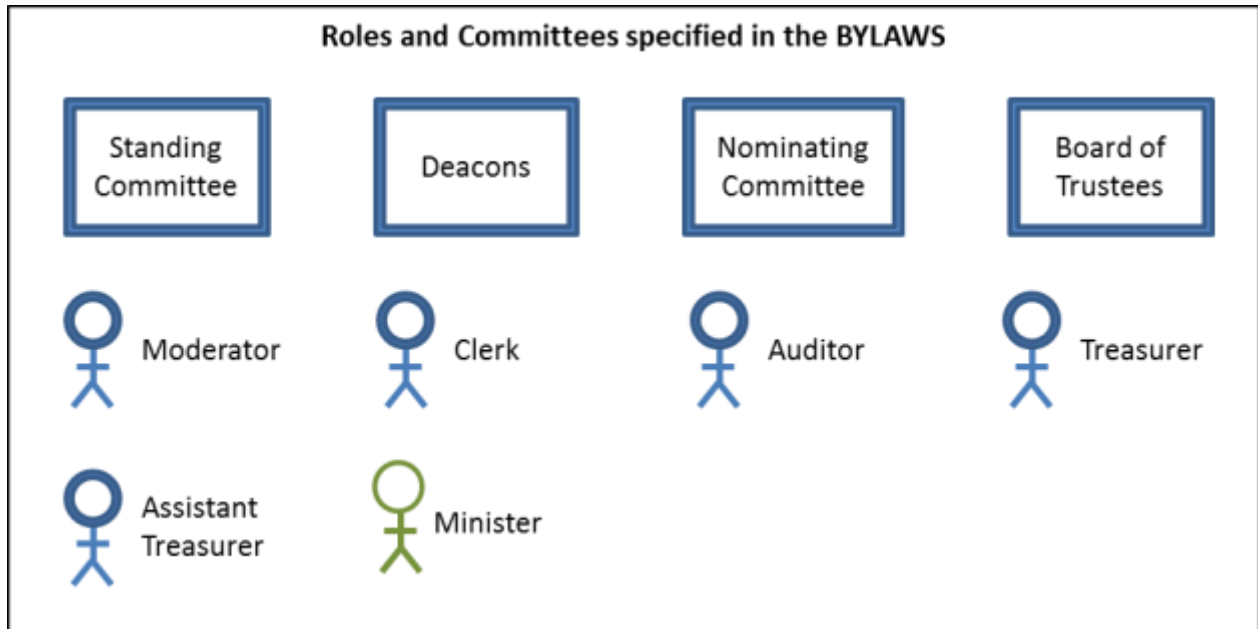 Roles and Committees specified in the BYLAWS
Standing
Committee
Deacons
Nominating
Committee
Board of
Trustees
Moderator
Clerk
Auditor
Treasurer
Assistant
Treasurer
Minister